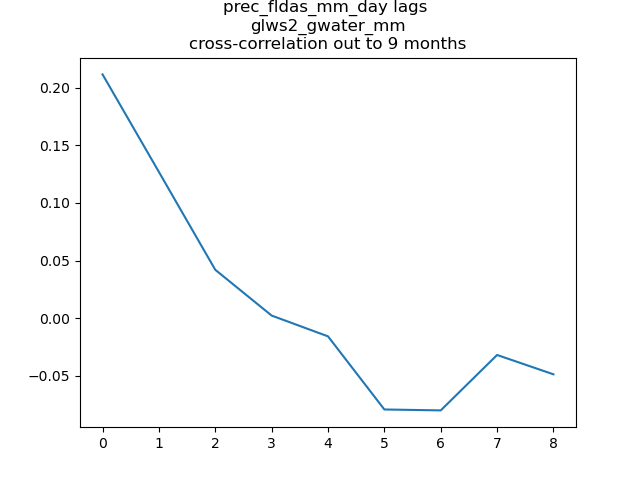 prec_fldas_mm_day lags
glws2_gwater_mm
cross-correlation out to 9 months
0.20
0.15
0.10
0.05
0.00
−0.05
0 1 2 3 4 5 6 7 8